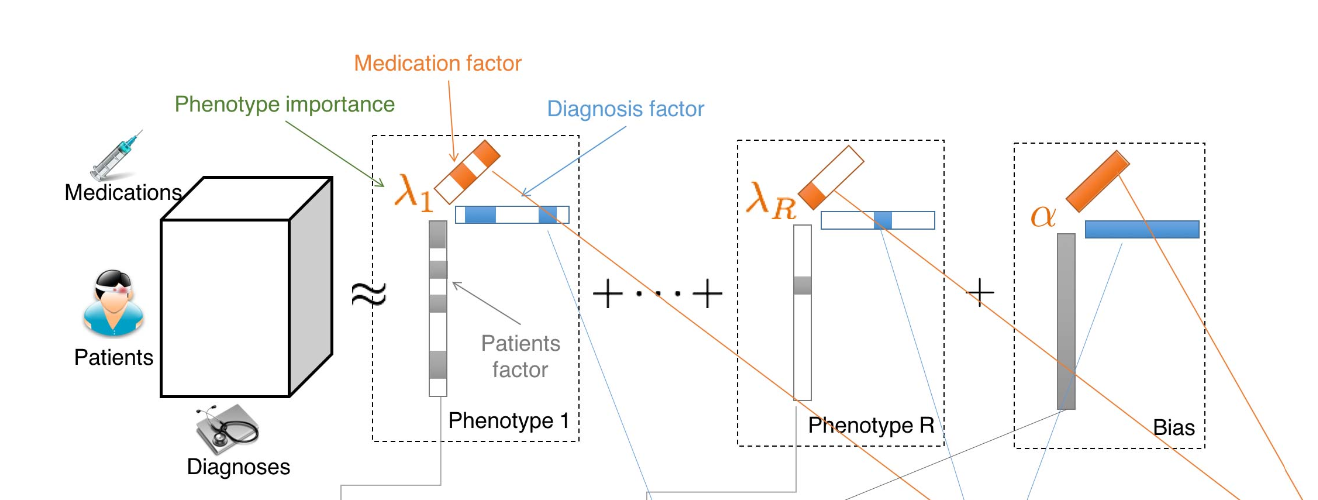 Medication factor
Phenotype importance
Diagnosis factor
Medications
λ1
λR
α
≈
+ · · · +
+
Patients
Patients
factor
Phenotype 1
Phenotype R
Bias
Diagnoses